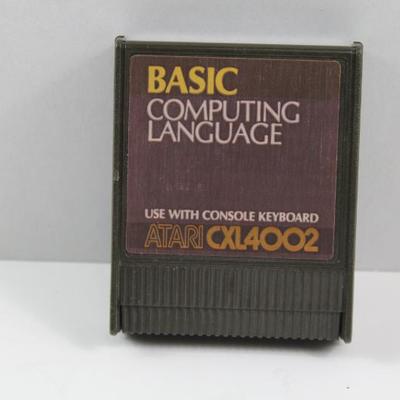 BASIC
COMPUTING
LANGUAGE
USE WITH CONSOLE KEYBOARD
ATARI CXL4002